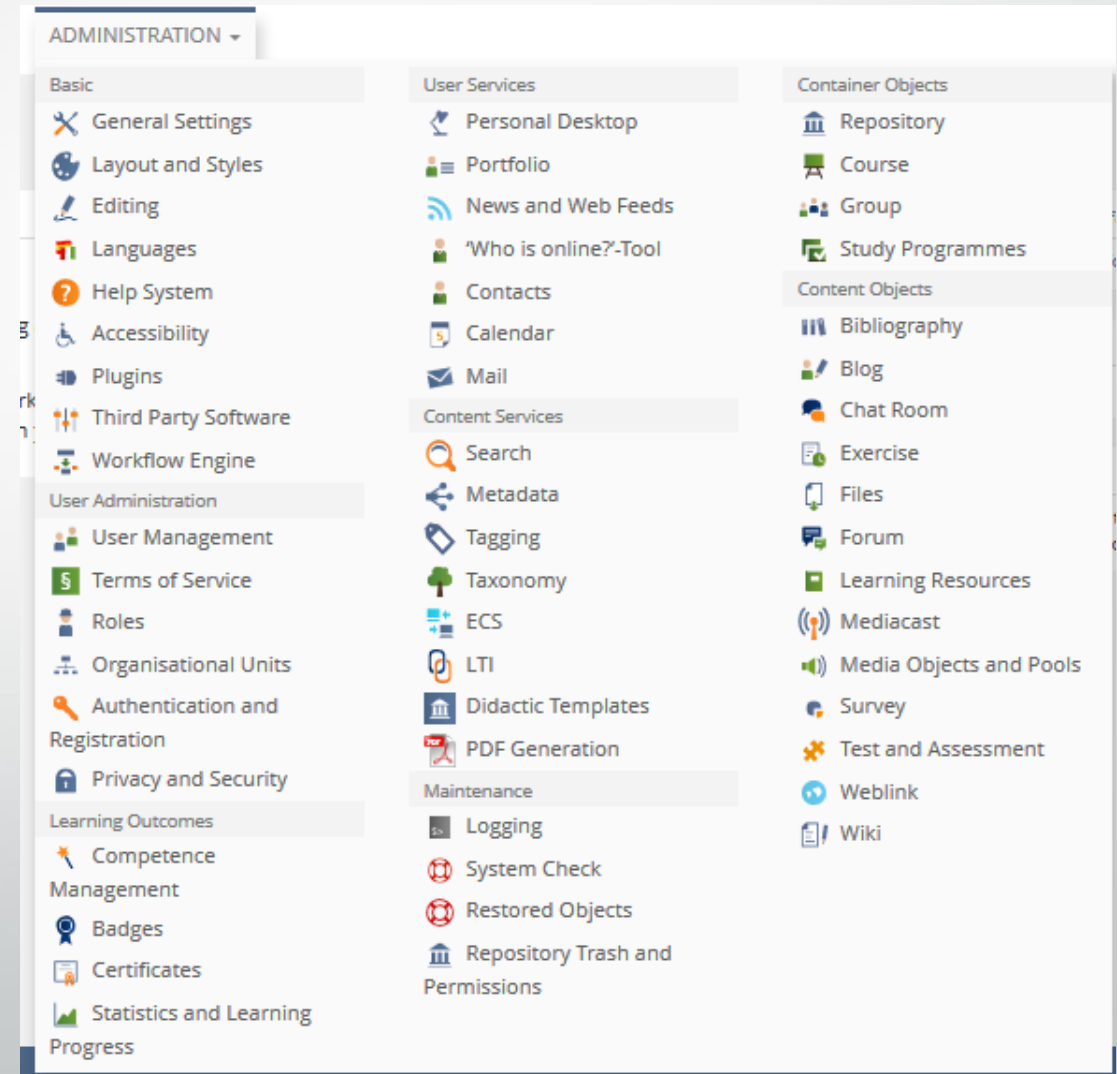 ADMINISTRATION
Basic
General Settings
Layout and Styles
Editing
Languages
Help System
Accessibility
Plugins
Third Party Software
Workflow Engine
User Administration
User Management
Terms of Service
Roles
Organisational Units
Authentication and
Registration
Privacy and Security
Learning Outcomes
Competence
Management
Badges
Certificates
Statistics and Learning
Progress
User Services
Personal Desktop
Portfolio
News and Web Feeds
‘Who is online?’-Tool
Contacts
Calendar
Mail
Content Services
Search
Metadata
Tagging
Taxonomy
ECS
LTI
Didactic Templates
PDF Generation
Maintenance
Logging
System Check
Restored Objects
Repository Trash and
Permissions
Container Objects
Repository
Course
Group
Study Programmes
Content Objects
Bibliography
Blog
Chat Room
Exercise
Files
Forum
Learning Resources
Mediacast
Media Objects and Pools
Survey
Test and Assessment
Weblink
Wiki